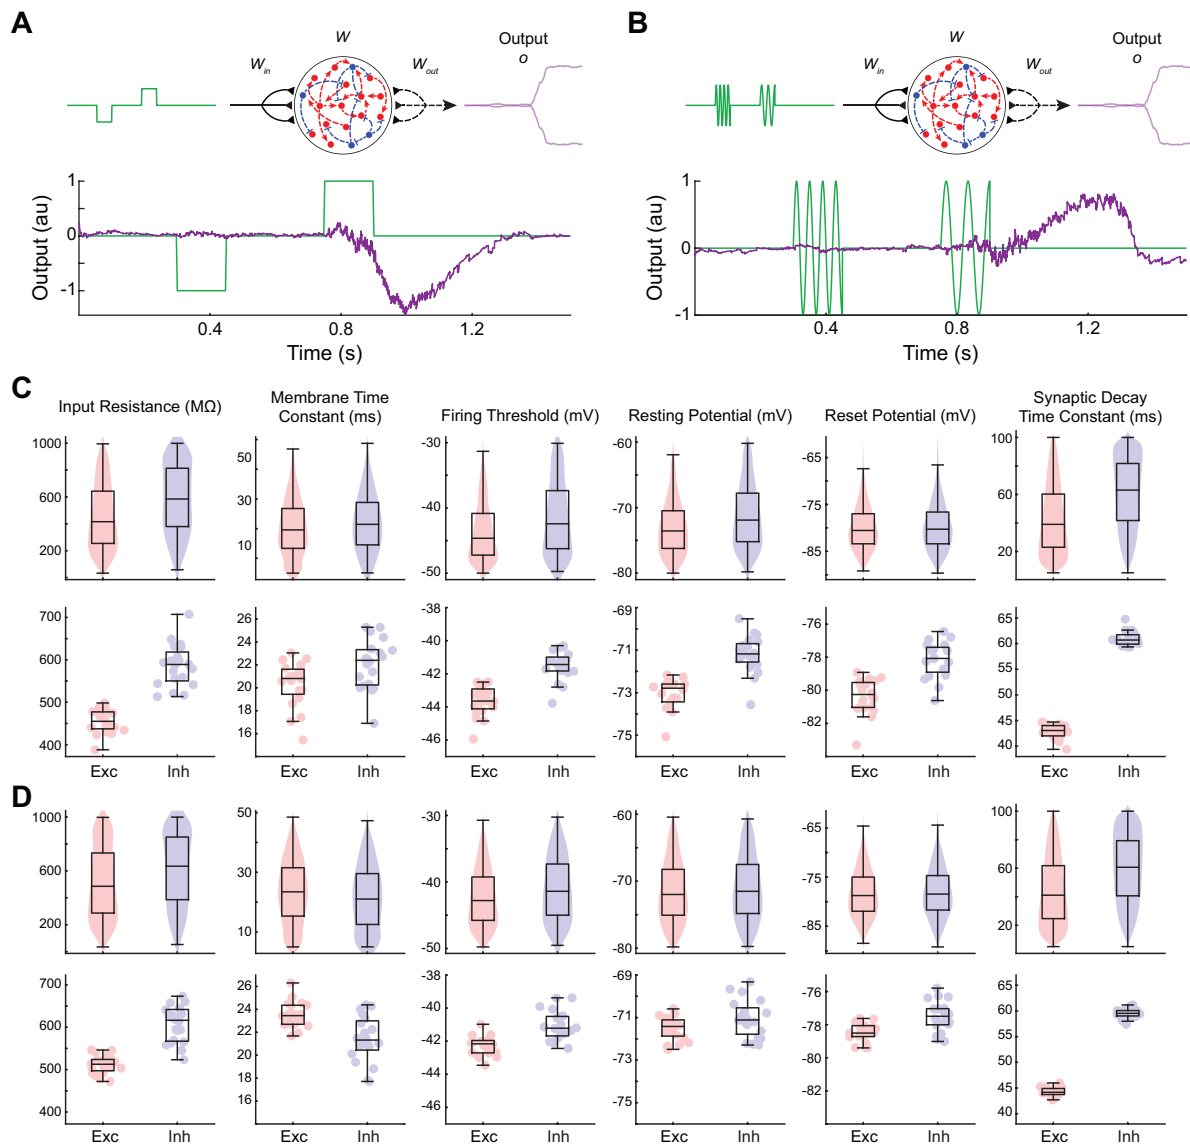 A
W
W_in
W_out
Output
o
Output (au)
1
0
-1
0.4
0.8
1.2
Time (s)
B
W
W_in
W_out
Output
o
Output (au)
1
0
-1
0.4
0.8
1.2
Time (s)
C
Input Resistance (MΩ)
Membrane Time
Constant (ms)
Firing Threshold (mV)
Resting Potential (mV)
Reset Potential (mV)
Synaptic Decay
Time Constant (ms)
1000
600
200
50
30
10
-30
-40
-50
-60
-70
-80
-65
-75
-85
100
60
20
700
600
500
400
26
24
22
20
18
16
-38
-40
-42
-44
-46
-69
-71
-73
-75
-76
-78
-80
-82
65
60
55
50
45
40
Exc Inh
Exc Inh
Exc Inh
Exc Inh
Exc Inh
Exc Inh
D
1000
600
200
50
30
10
-30
-40
-50
-60
-70
-80
-65
-75
-85
100
60
20
700
600
500
400
26
24
22
20
18
16
-38
-40
-42
-44
-46
-69
-71
-73
-75
-76
-78
-80
-82
65
60
55
50
45
40
Exc Inh
Exc Inh
Exc Inh
Exc Inh
Exc Inh
Exc Inh